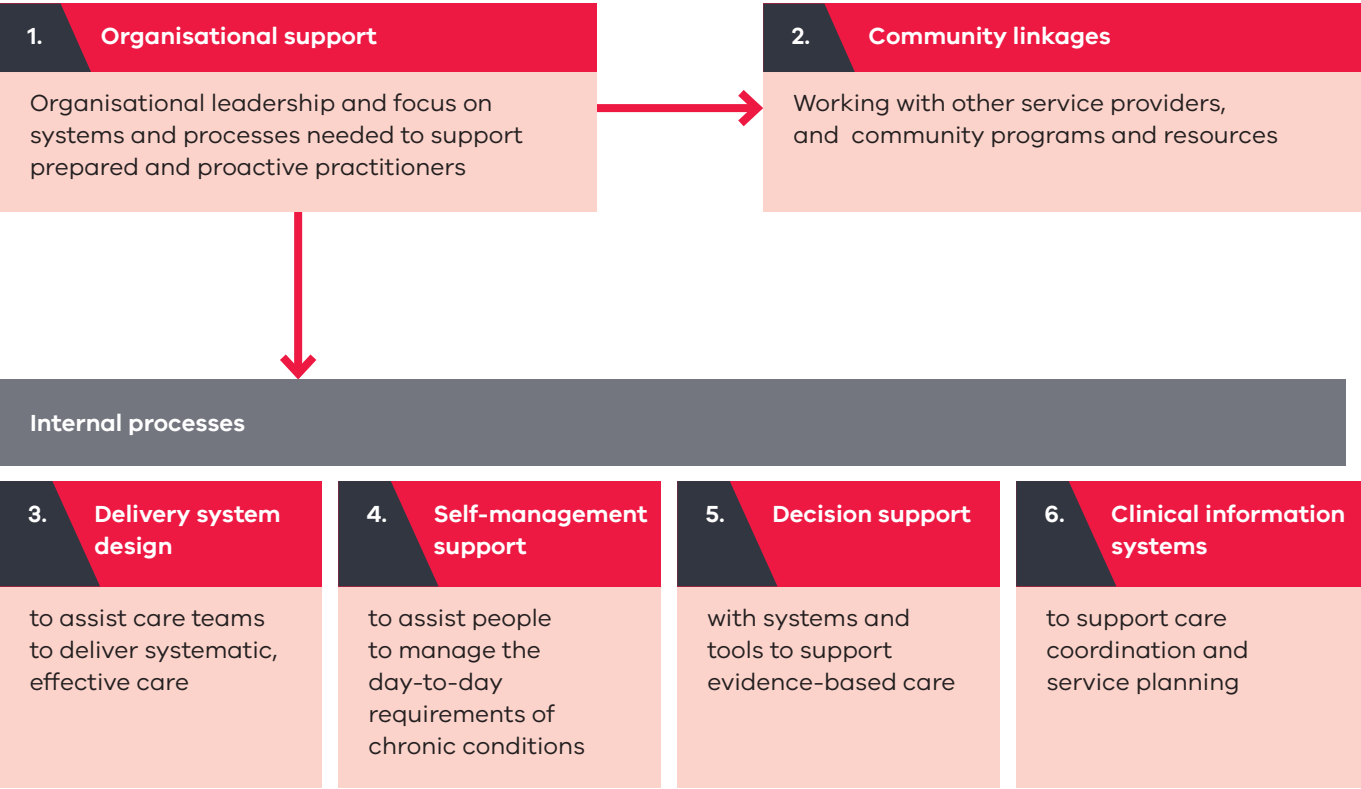 1. Organisational support
Organisational leadership and focus on
systems and processes needed to support
prepared and proactive practitioners
2. Community linkages
Working with other service providers,
and community programs and resources
Internal processes
3. Delivery system
design
to assist care teams
to deliver systematic,
effective care
4. Self-management
support
to assist people
to manage the
day-to-day
requirements of
chronic conditions
5. Decision support
with systems and
tools to support
evidence-based care
6. Clinical information
systems
to support care
coordination and
service planning